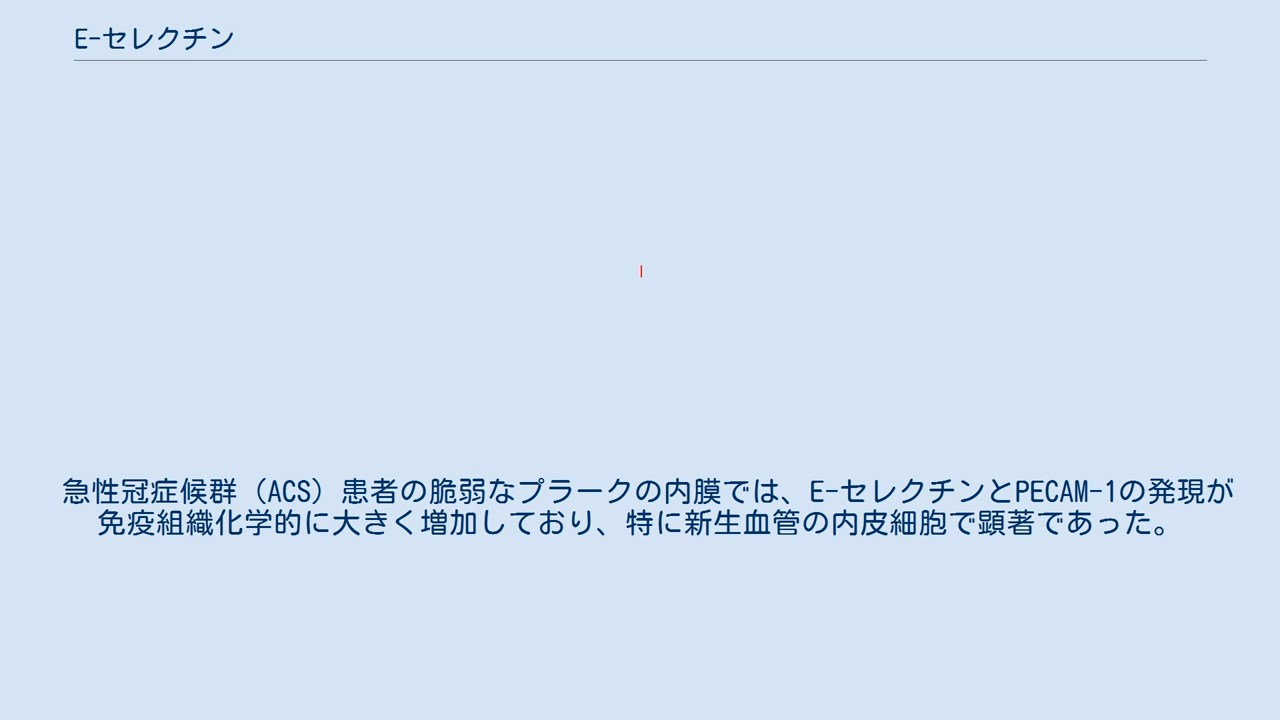 E-セレクチン
急性冠症候群（ACS）患者の脆弱なプラークの内膜では、E-セレクチンとPECAM-1の発現が
免疫組織化学的に大きく増加しており、特に新生血管の内皮細胞で顕著であった。